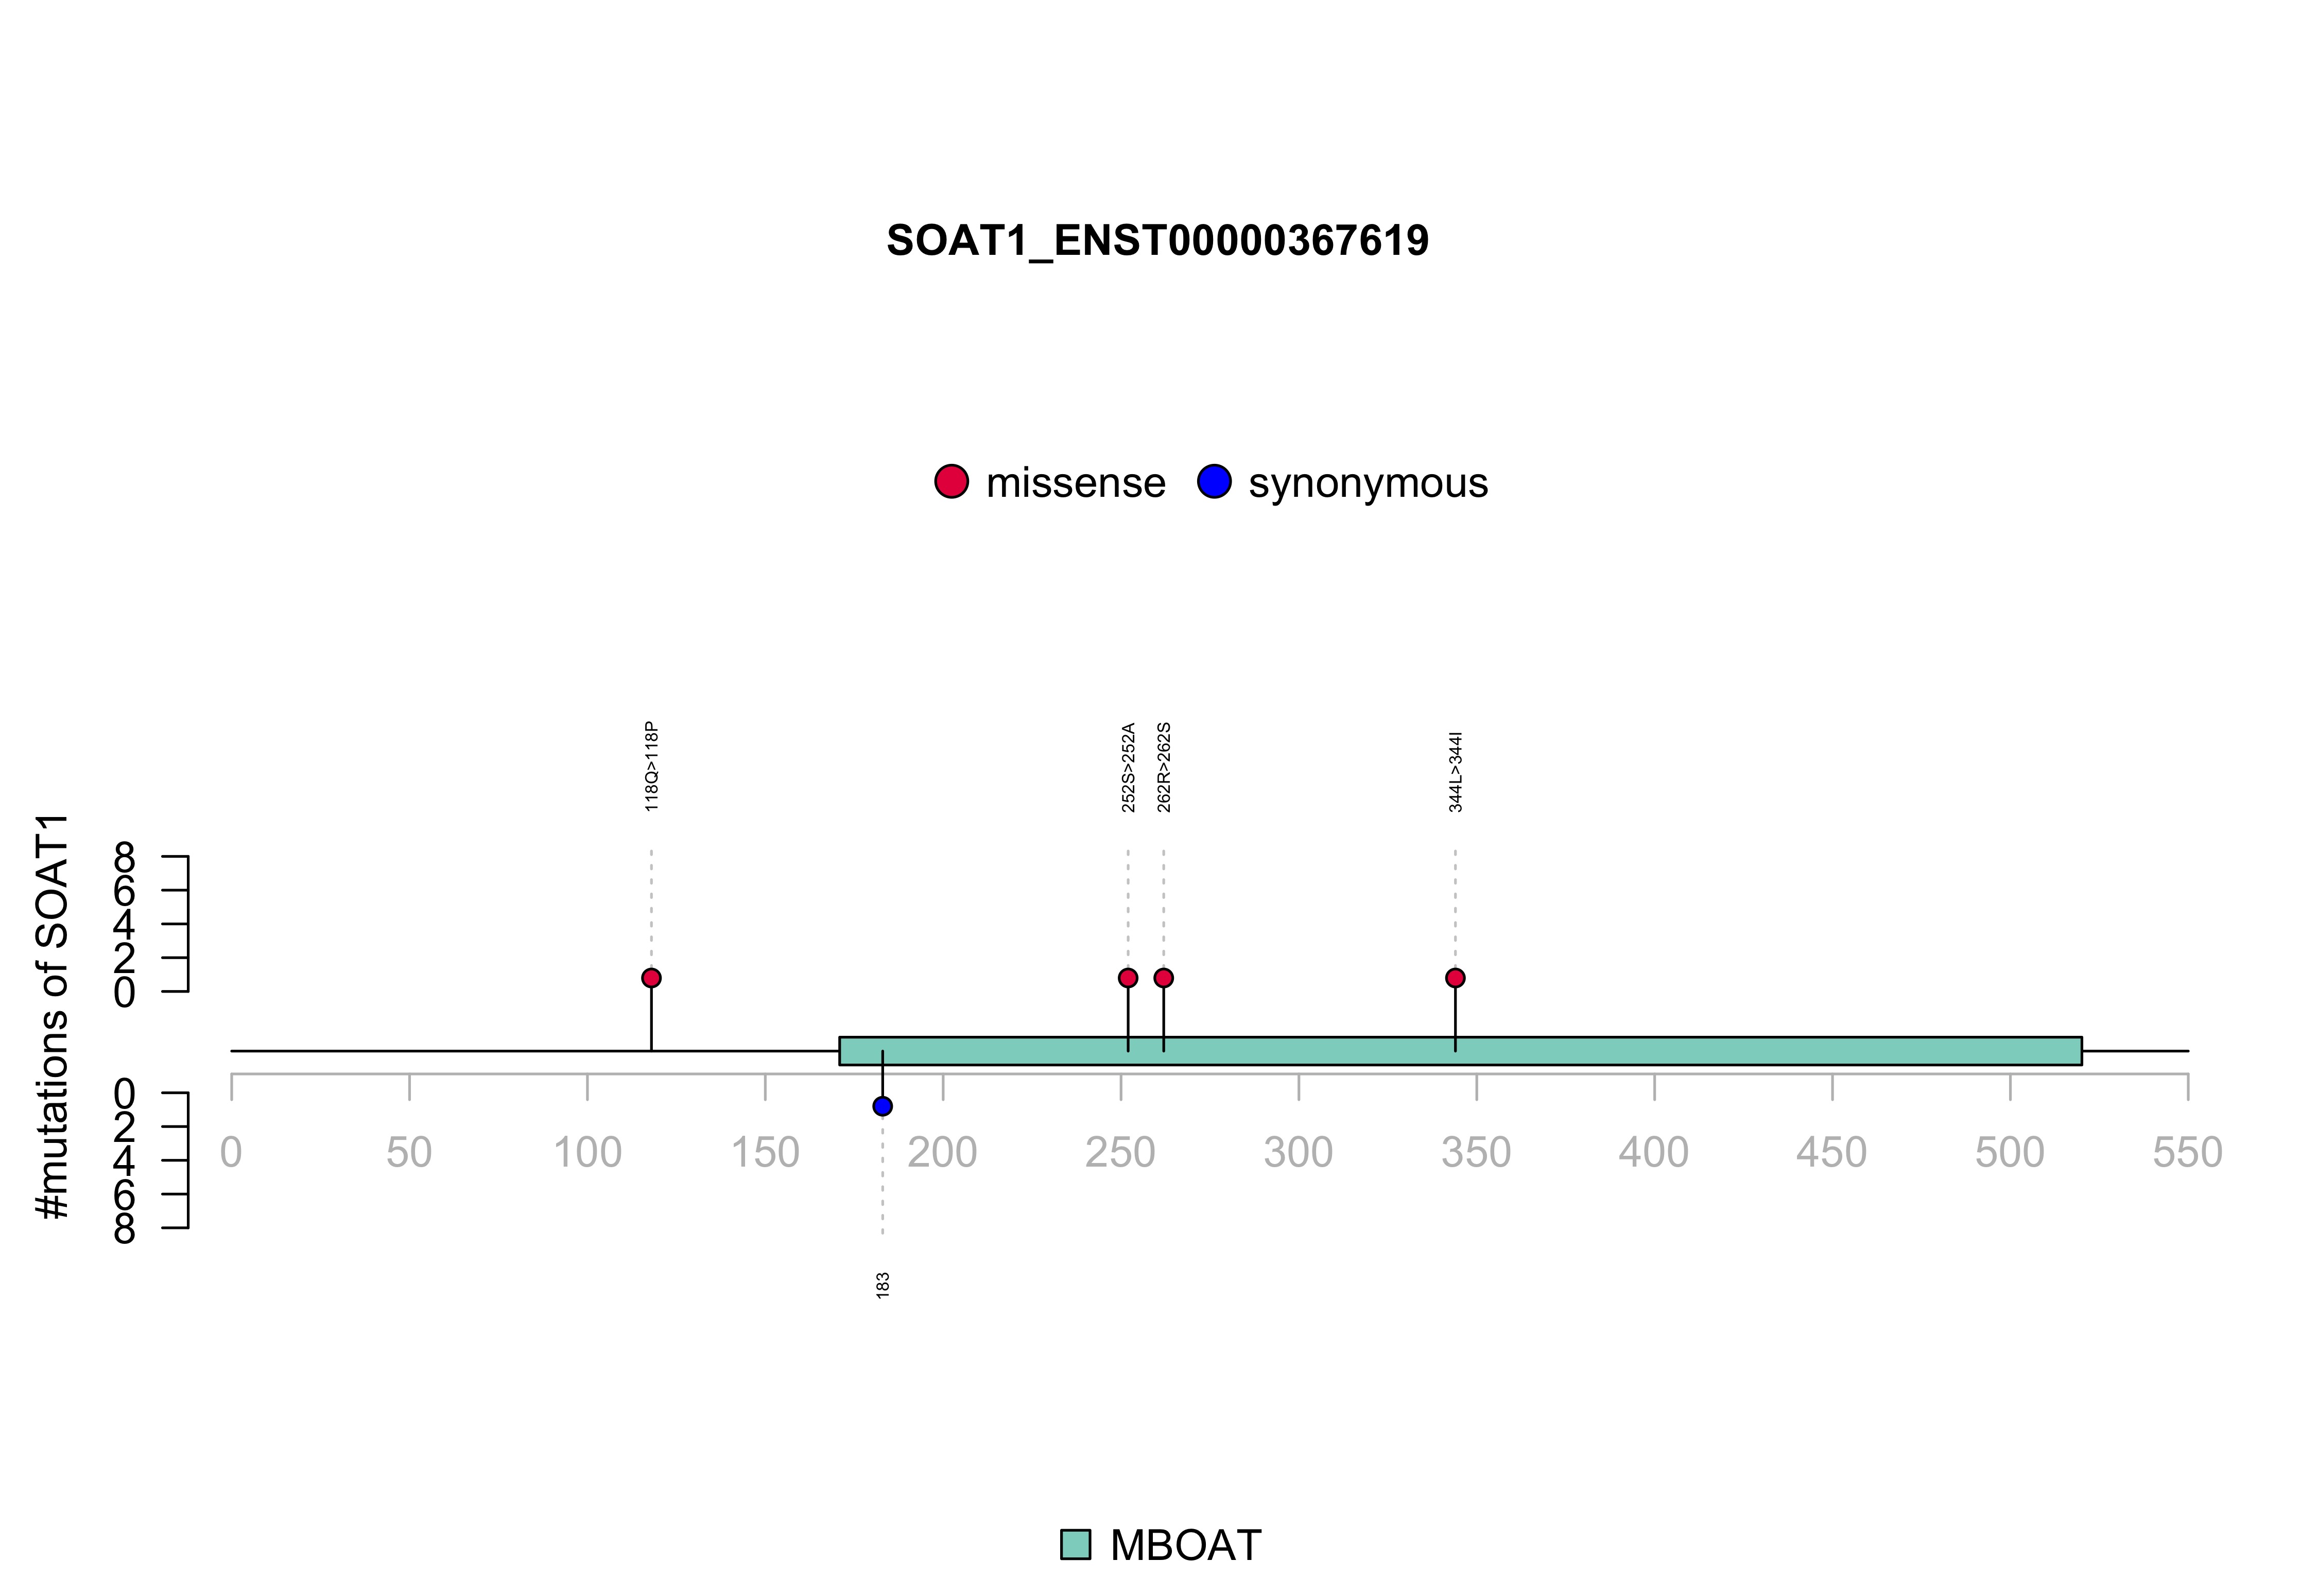 SOAT1_ENST00000367619
missense synonymous
118Q>118P
252S>252A
262R>262S
344L>344I
#mutations of SOAT1
8
6
4
2
0
0
2
4
6
8
0 50 100 150 200 250 300 350 400 450 500 550
183
MBOAT